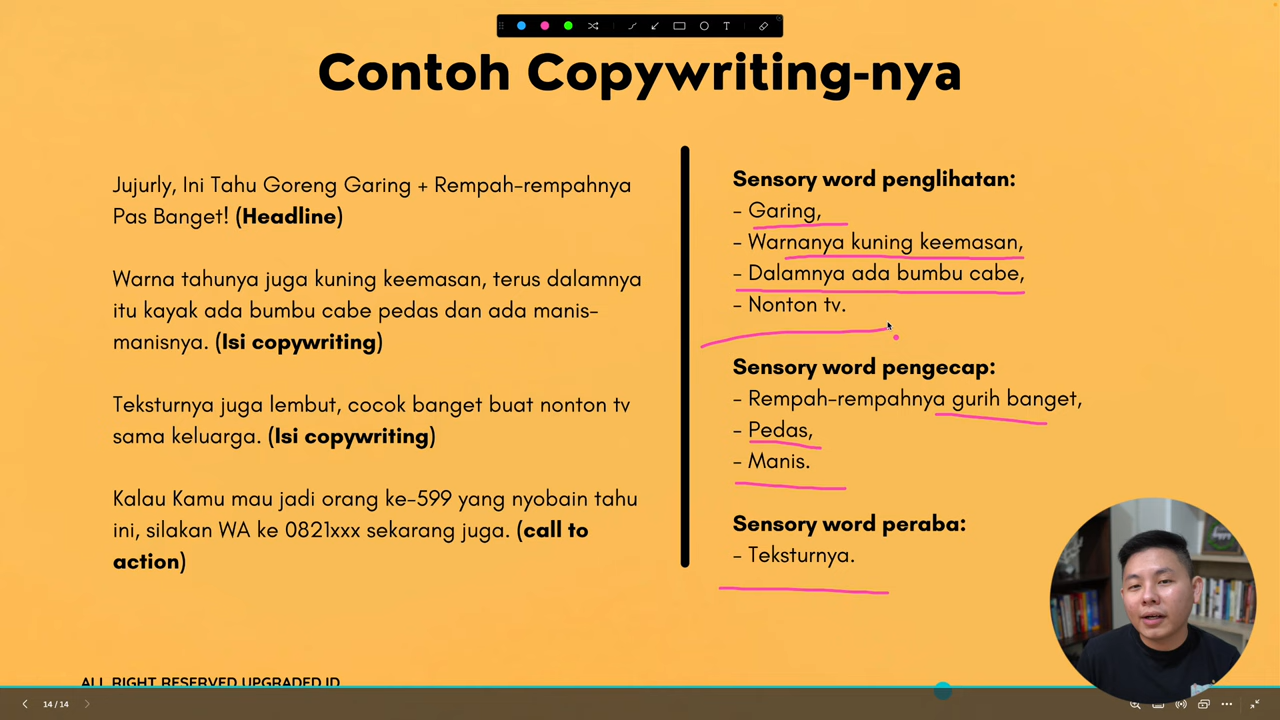 Contoh Copywriting-nya
Jujurly, Ini Tahu Goreng Garing + Rempah-rempahnya
Pas Banget! (Headline)
Warna tahunya juga kuning keemasan, terus dalamnya
itu kayak ada bumbu cabe pedas dan ada manis-
manisnya. (Isi copywriting)
Teksturnya juga lembut, cocok banget buat nonton tv
sama keluarga. (Isi copywriting)
Kalau Kamu mau jadi orang ke-599 yang nyobain tahu
ini, silakan WA ke 0821xxx sekarang juga. (call to
action)
Sensory word penglihatan:
- Garing,
- Warnanya kuning keemasan,
- Dalamnya ada bumbu cabe,
- Nonton tv.
Sensory word pengecap:
- Rempah-rempahnya gurih banget,
- Pedas,
- Manis.
Sensory word peraba:
- Teksturnya.
ALL RIGHT RESERVED UPGRADED.ID
14 / 14